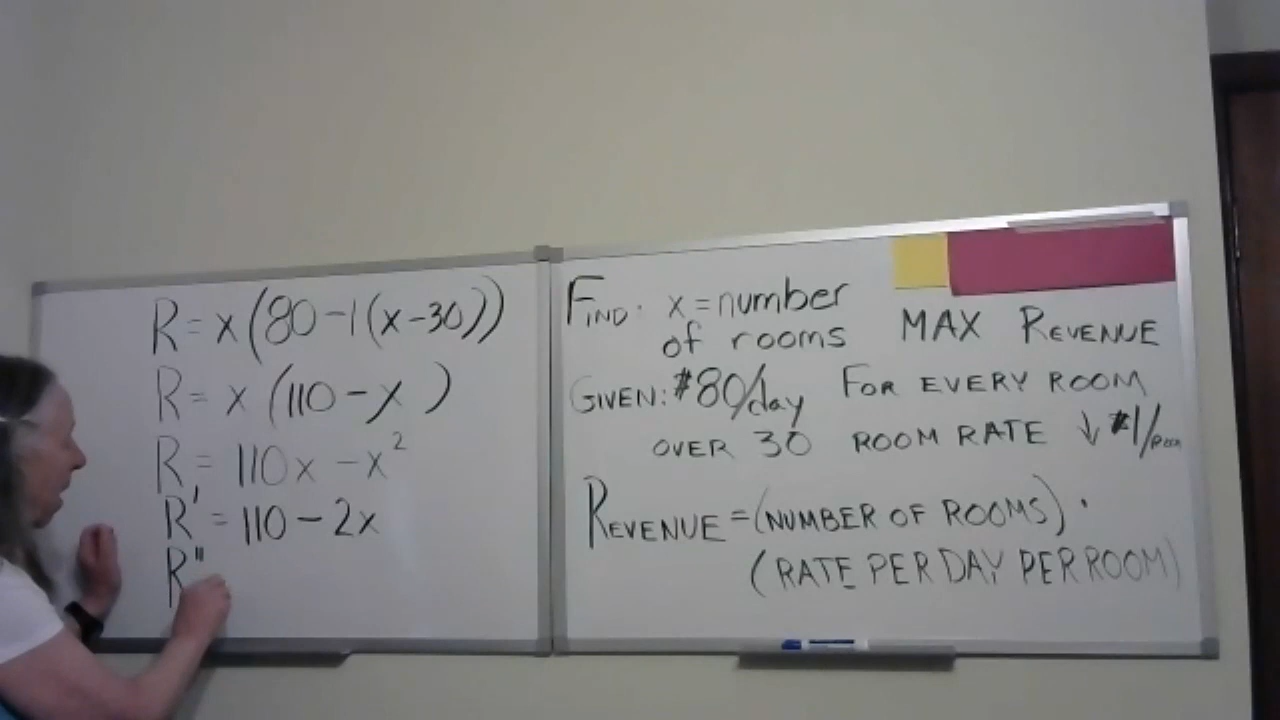 R = x(80-1(x-30))
R = x (110-x )
R = 110x - x²
R' = 110 - 2x
R"
FIND: x = number
of rooms MAX REVENUE
GIVEN: $80/day FOR EVERY ROOM
OVER 30 ROOM RATE ↓ $1/room
REVENUE = (NUMBER OF ROOMS) ·
(RATE PER DAY PER ROOM)